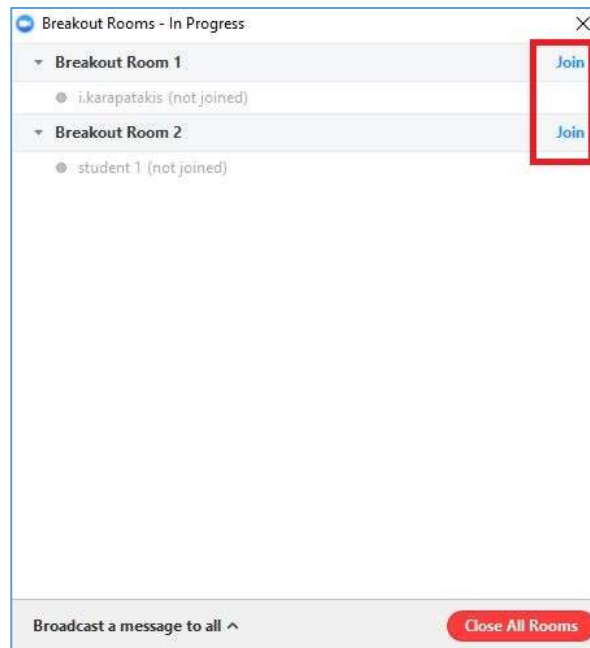 Breakout Rooms - In Progress
Breakout Room 1 Join
i.karapatakis (not joined)
Breakout Room 2 Join
student 1 (not joined)
Broadcast a message to all Close All Rooms